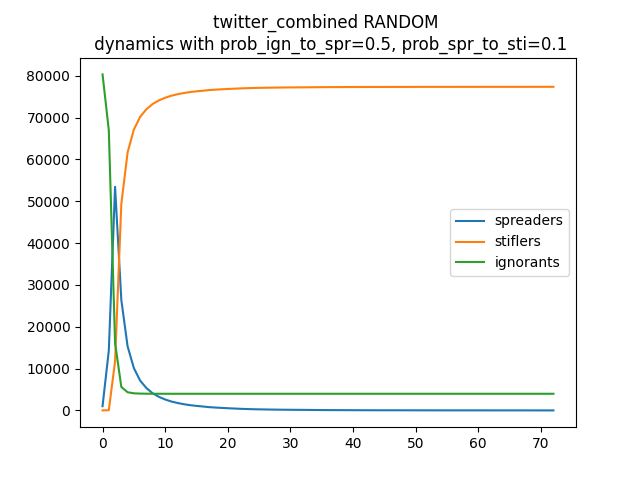 twitter_combined RANDOM
dynamics with prob_ign_to_spr=0.5, prob_spr_to_sti=0.1
80000
70000
60000
50000
40000
30000
20000
10000
0
spreaders
stiflers
ignorants
0 10 20 30 40 50 60 70